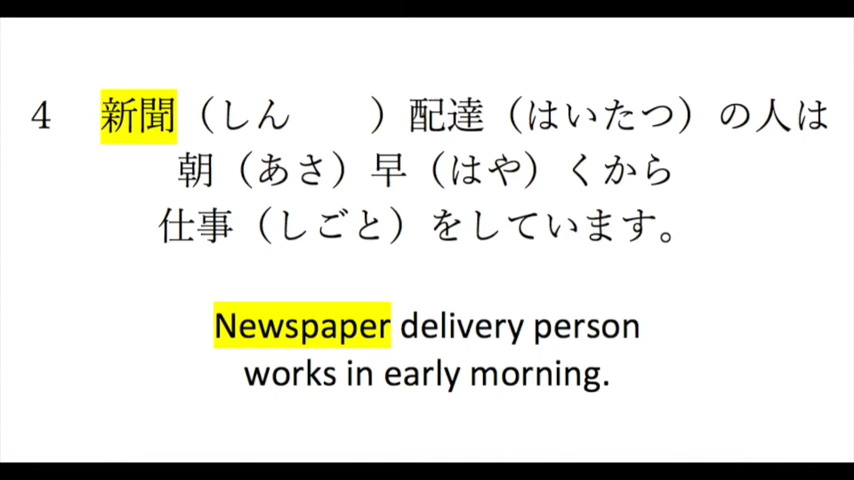 4 新聞（しん　　）配達（はいたつ）の人は
朝（あさ）早（はや）くから
仕事（しごと）をしています。
Newspaper delivery person
works in early morning.